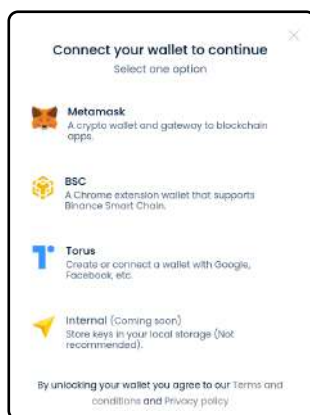 Connect your wallet to continue
Select one option
Metamask
A crypto wallet and gateway to blockchain
apps.
BSC
A Chrome extension wallet that supports
Binance Smart Chain.
Torus
Create or connect a wallet with Google,
Facebook, etc.
Internal (Coming soon)
Store keys in your local storage (Not
recommended).
By unlocking your wallet you agree to our Terms and
conditions and Privacy policy